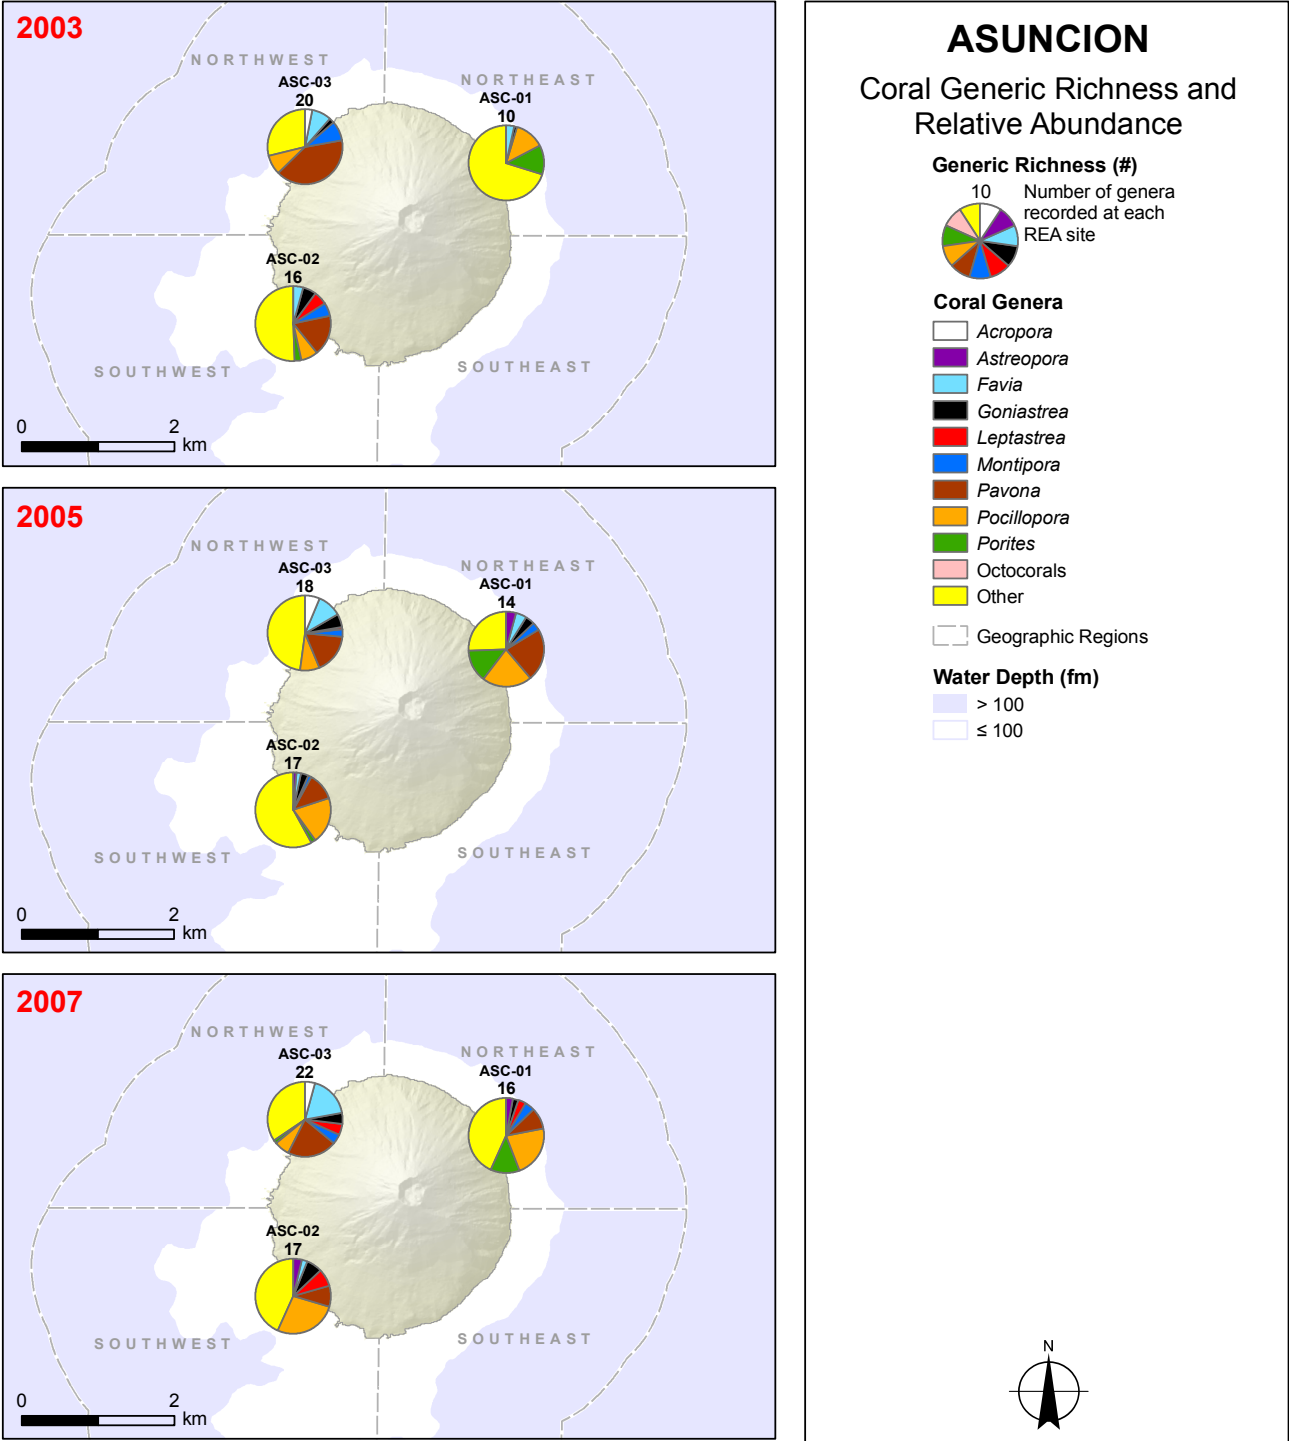 2003
NORTHWEST
NORTHEAST
ASC-03
20
ASC-01
10
ASC-02
16
SOUTHWEST
SOUTHEAST
0 2
km
2005
NORTHWEST
NORTHEAST
ASC-03
18
ASC-01
14
ASC-02
17
SOUTHWEST
SOUTHEAST
0 2
km
2007
NORTHWEST
NORTHEAST
ASC-03
22
ASC-01
16
ASC-02
17
SOUTHWEST
SOUTHEAST
0 2
km
ASUNCION
Coral Generic Richness and
Relative Abundance
Generic Richness (#)
10
Number of genera
recorded at each
REA site
Coral Genera
Acropora
Astreopora
Favia
Goniastrea
Leptastrea
Montipora
Pavona
Pocillopora
Porites
Octocorals
Other
Geographic Regions
Water Depth (fm)
> 100
≤ 100
N